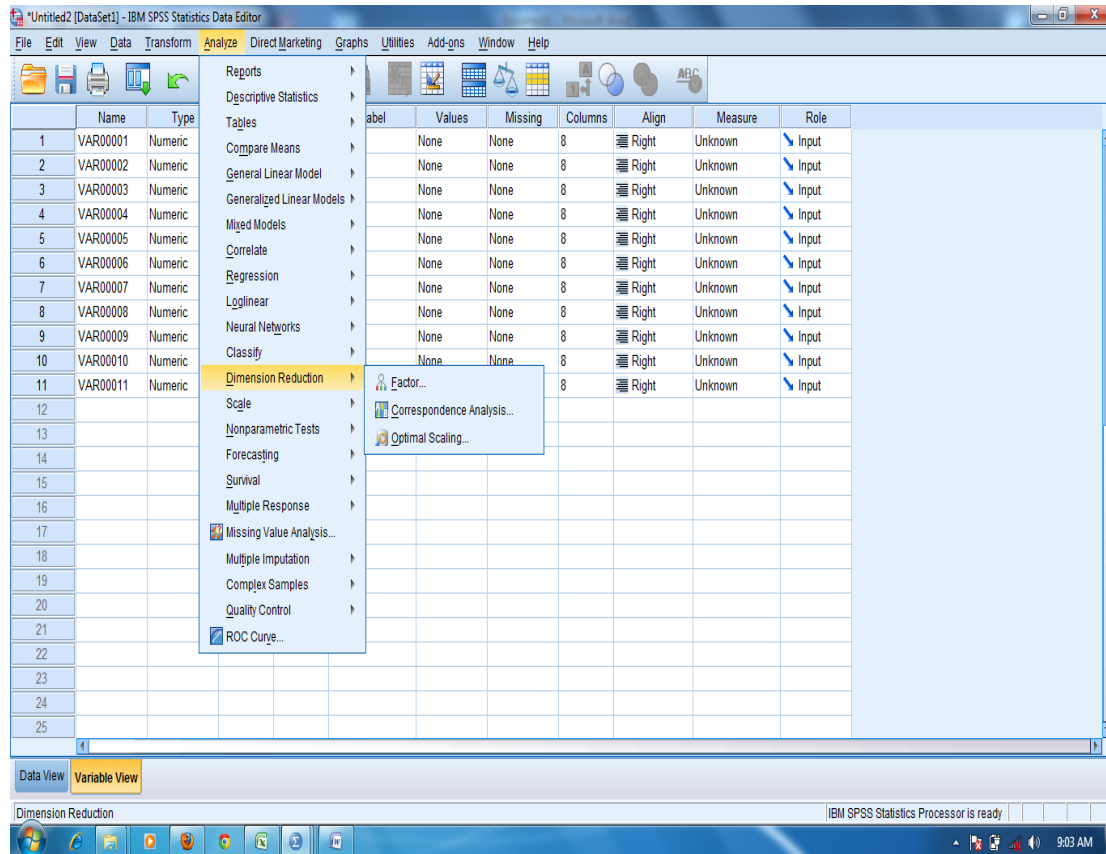 *Untitled2 [DataSet1] - IBM SPSS Statistics Data Editor
File Edit View Data Transform Analyze Direct Marketing Graphs Utilities Add-ons Window Help
Name Type abel Values Missing Columns Align Measure Role
1 VAR00001 Numeric None None 8 Right Unknown Input
2 VAR00002 Numeric None None 8 Right Unknown Input
3 VAR00003 Numeric None None 8 Right Unknown Input
4 VAR00004 Numeric None None 8 Right Unknown Input
5 VAR00005 Numeric None None 8 Right Unknown Input
6 VAR00006 Numeric None None 8 Right Unknown Input
7 VAR00007 Numeric None None 8 Right Unknown Input
8 VAR00008 Numeric None None 8 Right Unknown Input
9 VAR00009 Numeric None None 8 Right Unknown Input
10 VAR00010 Numeric None None 8 Right Unknown Input
11 VAR00011 Numeric 8 Right Unknown Input
12
13
14
15
16
17
18
19
20
21
22
23
24
25
Reports
Descriptive Statistics
Tables
Compare Means
General Linear Model
Generalized Linear Models
Mixed Models
Correlate
Regression
Loglinear
Neural Networks
Classify
Dimension Reduction
Scale
Nonparametric Tests
Forecasting
Survival
Multiple Response
Missing Value Analysis...
Multiple Imputation
Complex Samples
Quality Control
ROC Curve...
Factor...
Correspondence Analysis...
Optimal Scaling...
Data View Variable View
Dimension Reduction IBM SPSS Statistics Processor is ready
9:03 AM